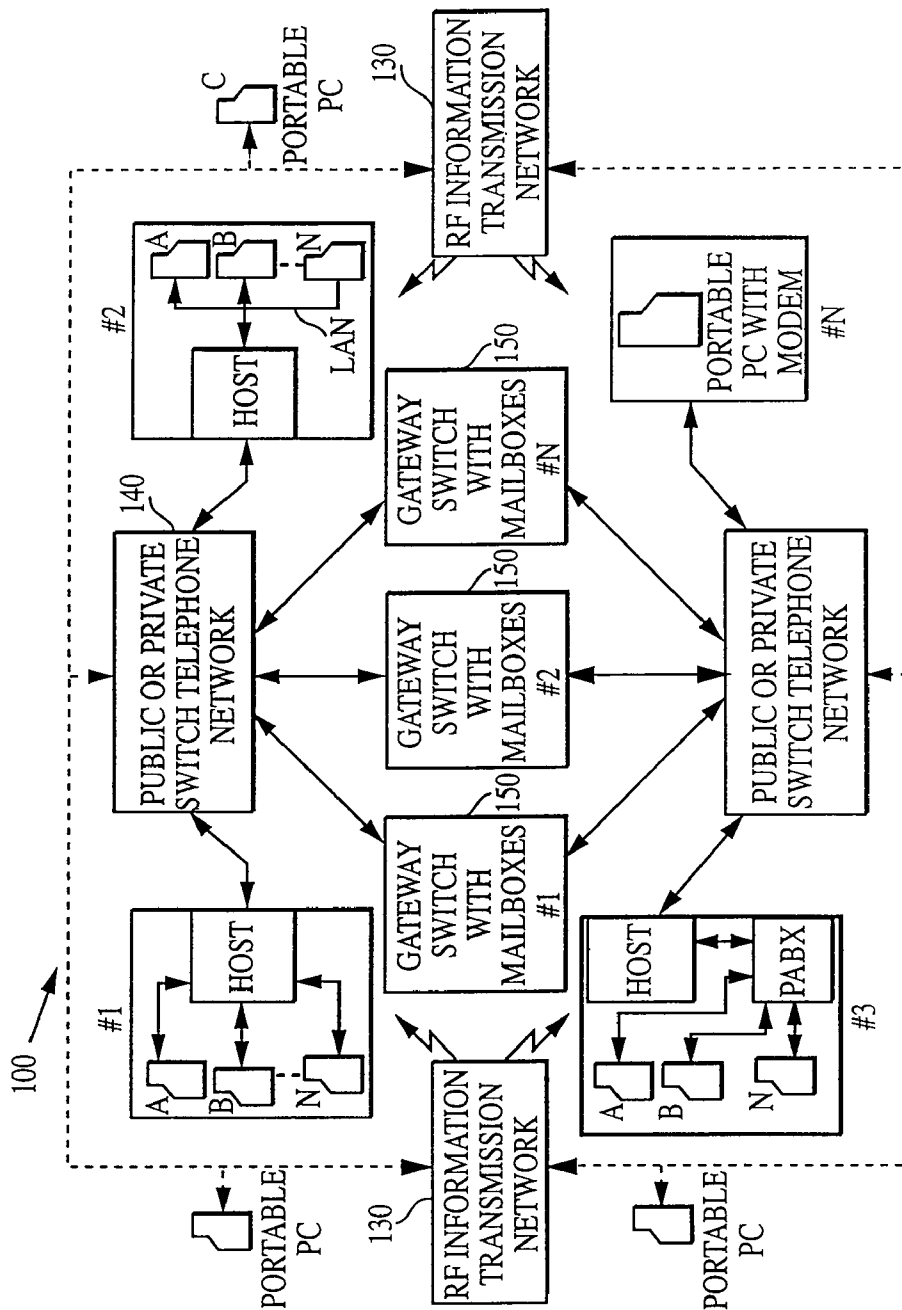 100
PORTABLE
PC
C
PORTABLE
PC
#1
A
B
N
HOST
PUBLIC OR PRIVATE
SWITCH TELEPHONE
NETWORK
140
#2
HOST
A
B
N
LAN
130
RF INFORMATION
TRANSMISSION
NETWORK
GATEWAY
SWITCH
WITH
MAILBOXES
#1
150
GATEWAY
SWITCH
WITH
MAILBOXES
#2
150
GATEWAY
SWITCH
WITH
MAILBOXES
#N
150
RF INFORMATION
TRANSMISSION
NETWORK
130
#3
A
B
N
HOST
PABX
PUBLIC OR PRIVATE
SWITCH TELEPHONE
NETWORK
PORTABLE
PC WITH
MODEM
#N
PORTABLE
PC